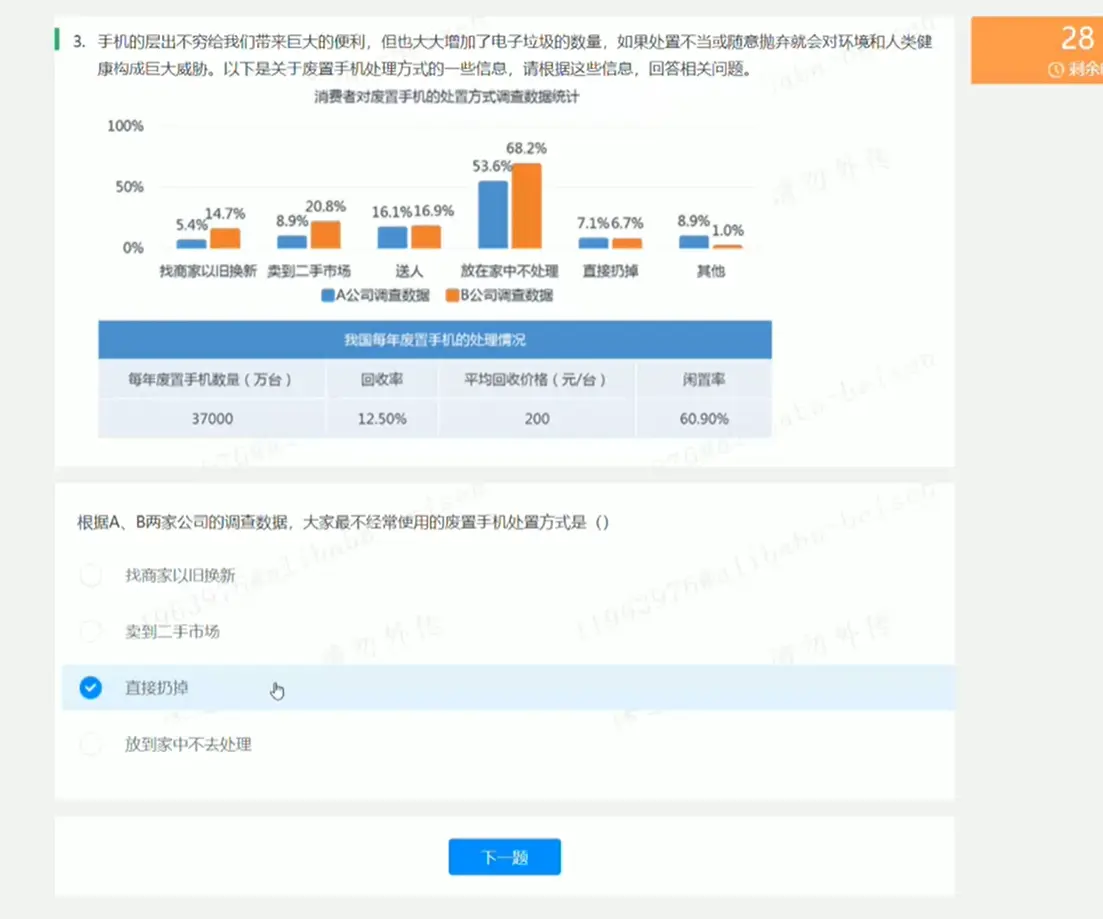 3. 手机的层出不穷给我们带来巨大的便利，但也大大增加了电子垃圾的数量，如果处置不当或随意抛弃就会对环境和人类健
康构成巨大威胁。以下是关于废置手机处理方式的一些信息，请根据这些信息，回答相关问题。
28
剩余
消费者对废置手机的处置方式调查数据统计
100%
50%
0%
5.4% 14.7% 8.9% 20.8% 16.1% 16.9% 53.6% 68.2% 7.1% 6.7% 8.9% 1.0%
找商家以旧换新 卖到二手市场 送人 放在家中不处理 直接扔掉 其他
A公司调查数据 B公司调查数据
我国每年废置手机的处理情况
每年废置手机数量（万台） 回收率 平均回收价格（元/台） 闲置率
37000 12.50% 200 60.90%
根据A、B两家公司的调查数据，大家最不经常使用的废置手机处置方式是（）
找商家以旧换新
卖到二手市场
直接扔掉
放到家中不去处理
下一题
请勿外传
请勿外传
请勿外传